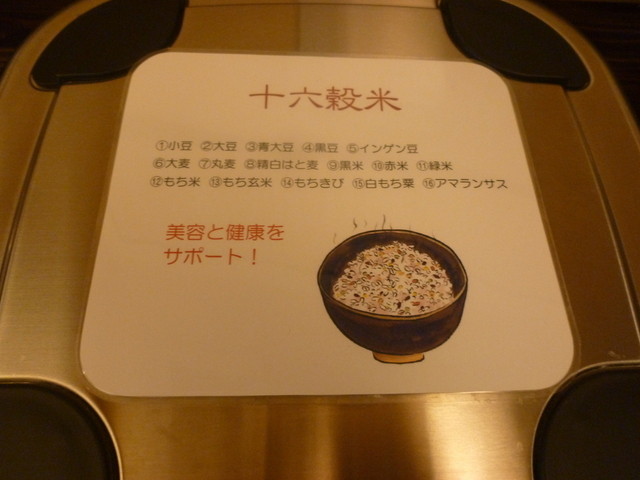 十六穀米
①小豆 ②大豆 ③青大豆 ④黒豆 ⑤インゲン豆
⑥大麦 ⑦丸麦 ⑧精白はと麦 ⑨黒米 ⑩赤米 ⑪緑米
⑫もち米 ⑬もち玄米 ⑭もちきび ⑮白もち粟 ⑯アマランサス
美容と健康を
サポート！